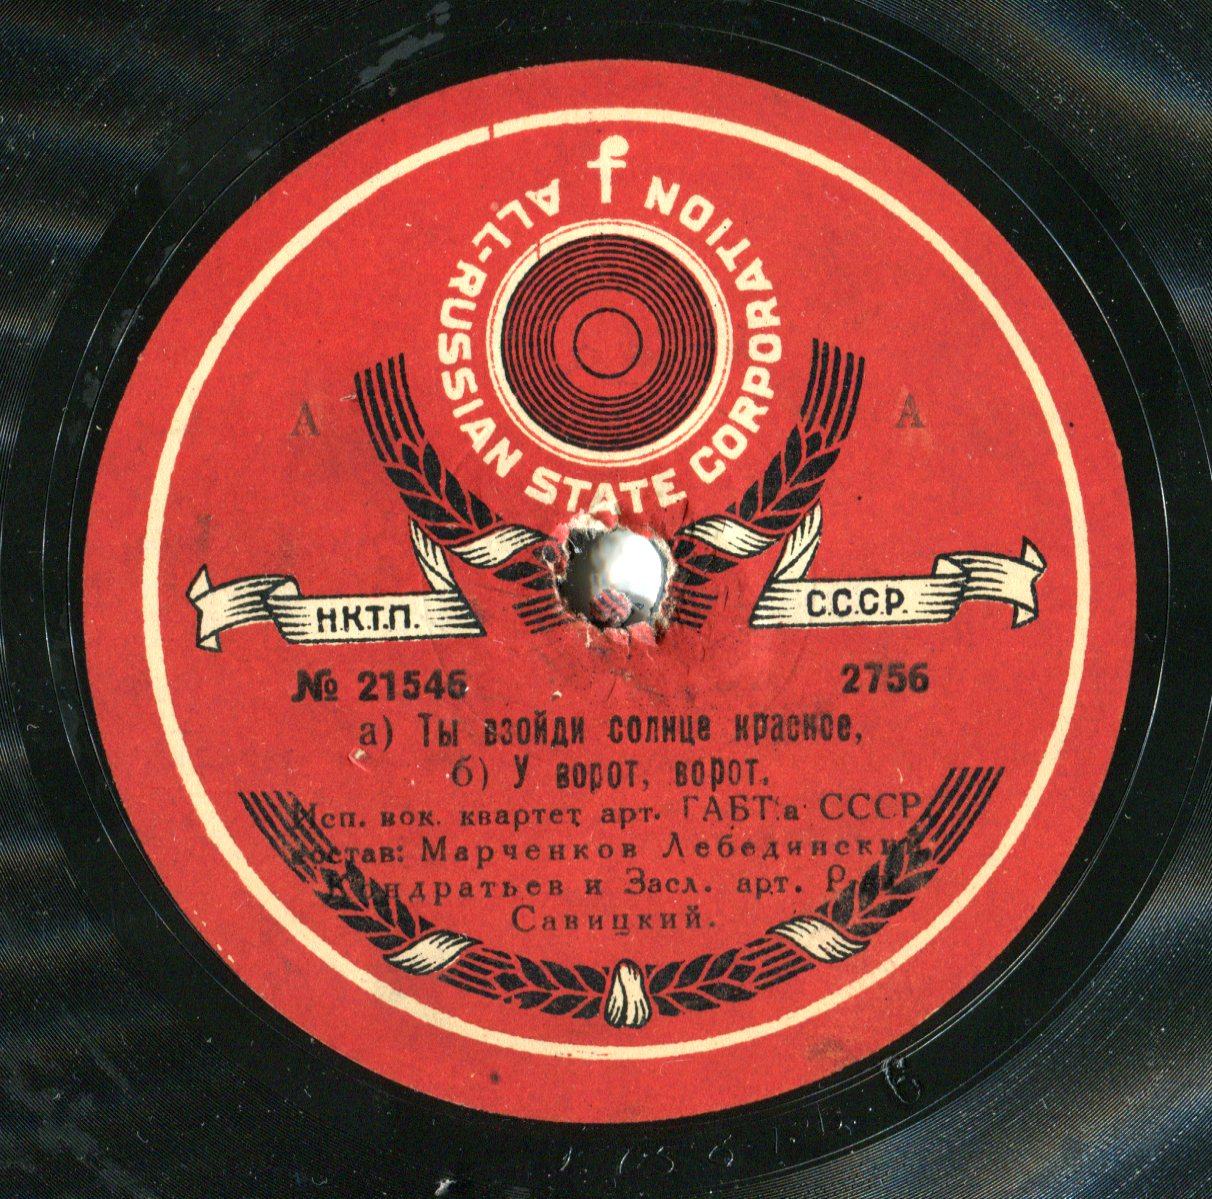 ALL-RUSSIAN STATE CORPORATION
А А
Н.К.Т.П. С.С.С.Р.
№ 21546 2756
а) Ты взойди солнце красное,
б) У ворот, ворот.
Исп. вок. квартет арт. ГАБТ'а СССР
состав: Марченков Лебединский
Кондратьев и Засл. арт.
Савицкий.